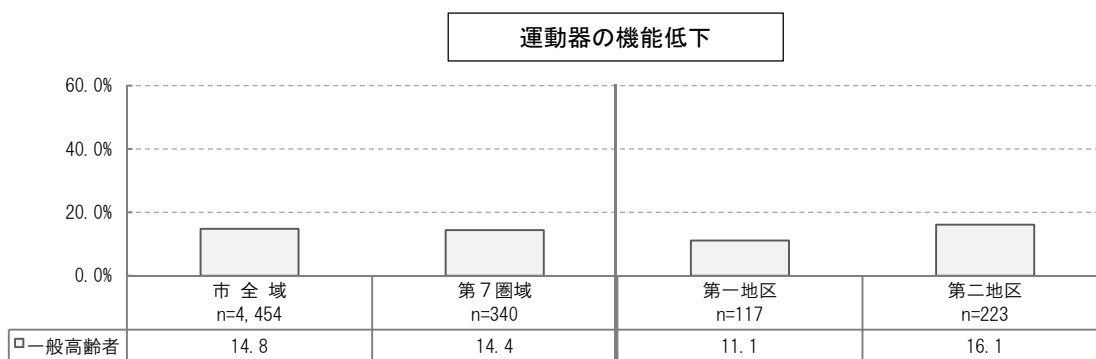 運動器の機能低下
60.0%
40.0%
20.0%
0.0%
市 全 域
n=4,454
第7圏域
n=340
第一地区
n=117
第二地区
n=223
一般高齢者 14.8 14.4 11.1 16.1